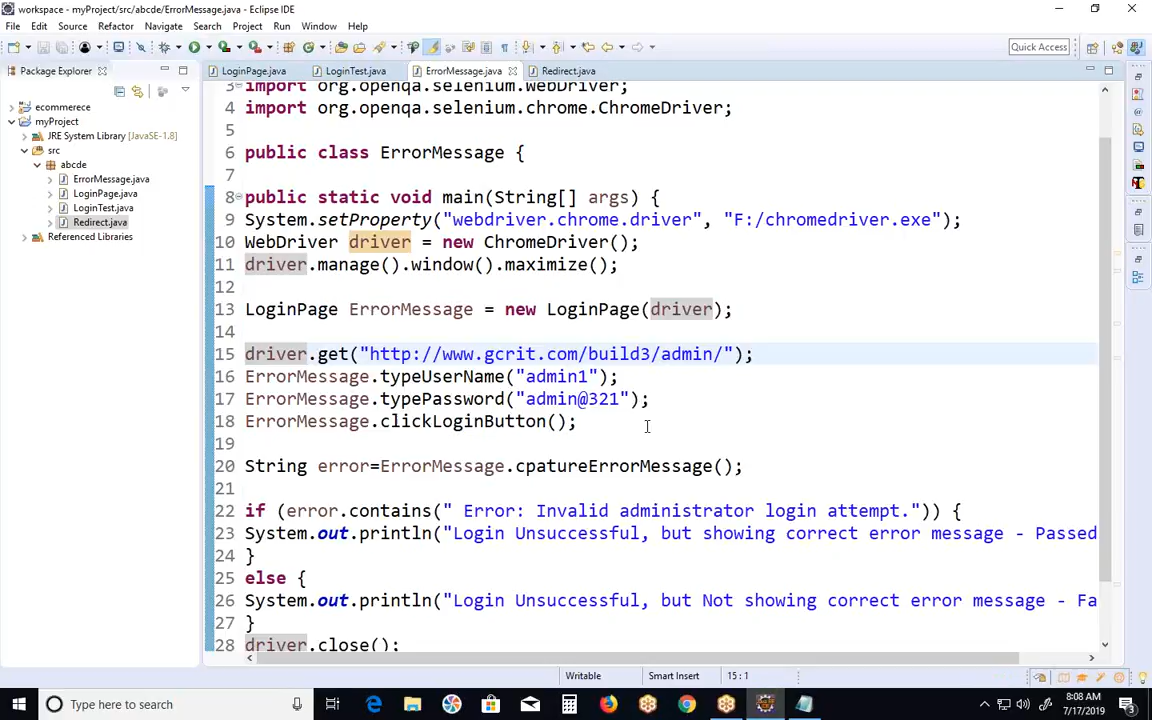 workspace - myProject/src/abcde/ErrorMessage.java - Eclipse IDE
File Edit Source Refactor Navigate Search Project Run Window Help
Quick Access
Package Explorer
LoginPage.java LoginTest.java ErrorMessage.java Redirect.java
ecommerece
myProject
JRE System Library [JavaSE-1.8]
src
abcde
ErrorMessage.java
LoginPage.java
LoginTest.java
Redirect.java
Referenced Libraries
3 import org.openqa.selenium.WebDriver;
4 import org.openqa.selenium.chrome.ChromeDriver;
5
6 public class ErrorMessage {
7
8 public static void main(String[] args) {
9 System.setProperty("webdriver.chrome.driver", "F:/chromedriver.exe");
10 WebDriver driver = new ChromeDriver();
11 driver.manage().window().maximize();
12
13 LoginPage ErrorMessage = new LoginPage(driver);
14
15 driver.get("http://www.gcrit.com/build3/admin/");
16 ErrorMessage.typeUserName("admin1");
17 ErrorMessage.typePassword("admin@321");
18 ErrorMessage.clickLoginButton();
19
20 String error=ErrorMessage.cpatureErrorMessage();
21
22 if (error.contains(" Error: Invalid administrator login attempt.")) {
23 System.out.println("Login Unsuccessful, but showing correct error message - Passed
24 }
25 else {
26 System.out.println("Login Unsuccessful, but Not showing correct error message - Fa
27 }
28 driver.close();
Writable Smart Insert 15 : 1
Type here to search
8:08 AM
7/17/2019
3